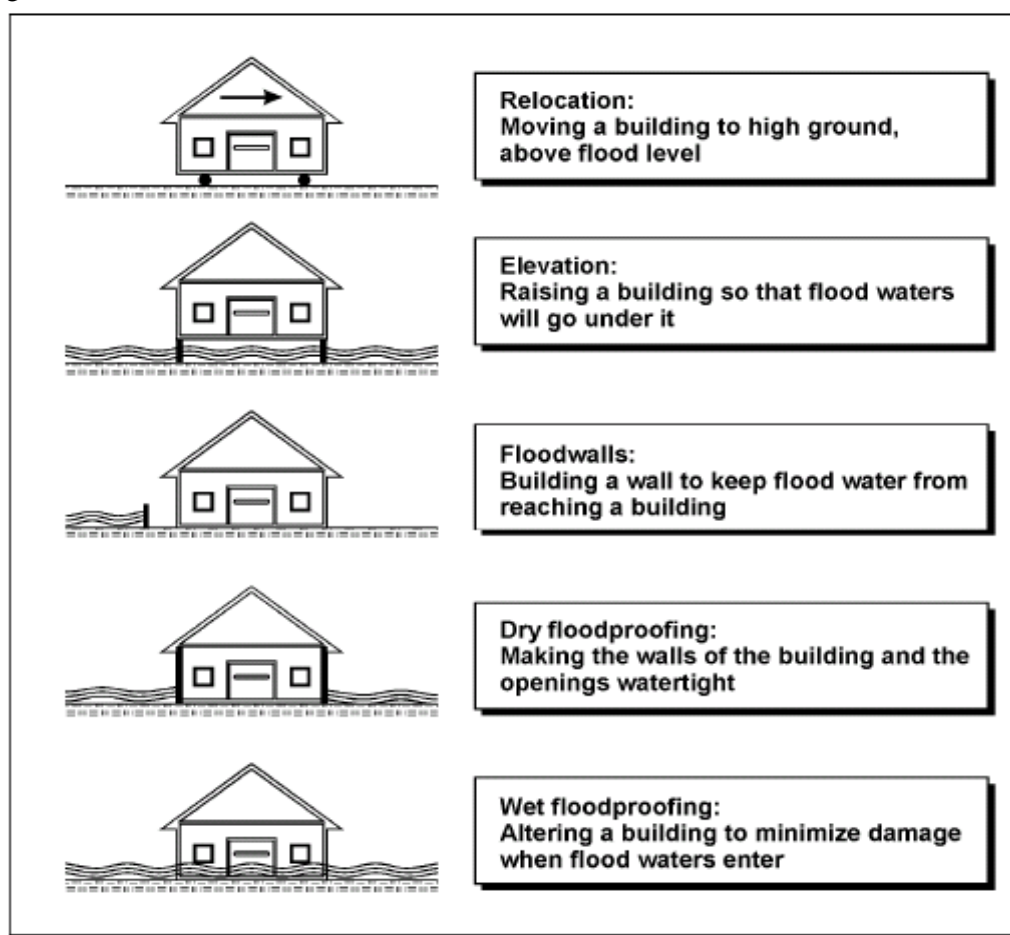 Relocation:
Moving a building to high ground,
above flood level
Elevation:
Raising a building so that flood waters
will go under it
Floodwalls:
Building a wall to keep flood water from
reaching a building
Dry floodproofing:
Making the walls of the building and the
openings watertight
Wet floodproofing:
Altering a building to minimize damage
when flood waters enter